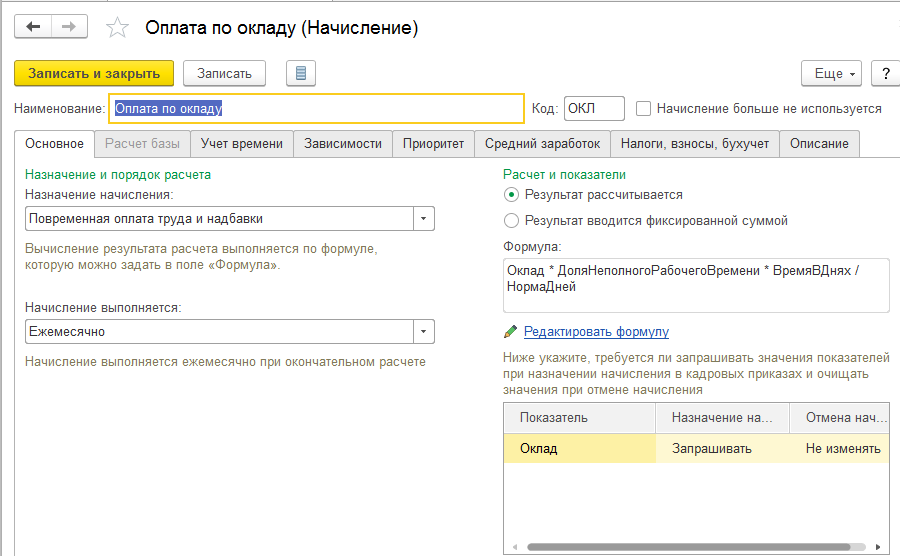 Оплата по окладу (Начисление)
Записать и закрыть
Записать
Еще
?
Наименование:
Оплата по окладу
Код:
ОКЛ
Начисление больше не используется
Основное
Расчет базы
Учет времени
Зависимости
Приоритет
Средний заработок
Налоги, взносы, бухучет
Описание
Назначение и порядок расчета
Назначение начисления:
Повременная оплата труда и надбавки
Вычисление результата расчета выполняется по формуле,
которую можно задать в поле «Формула».
Начисление выполняется:
Ежемесячно
Начисление выполняется ежемесячно при окончательном расчете
Расчет и показатели
Результат рассчитывается
Результат вводится фиксированной суммой
Формула:
Оклад * ДоляНеполногоРабочегоВремени * ВремяВДнях /
НормаДней
Редактировать формулу
Ниже укажите, требуется ли запрашивать значения показателей
при назначении начисления в кадровых приказах и очищать
значения при отмене начисления
Показатель
Назначение на...
Отмена нач...
Оклад
Запрашивать
Не изменять